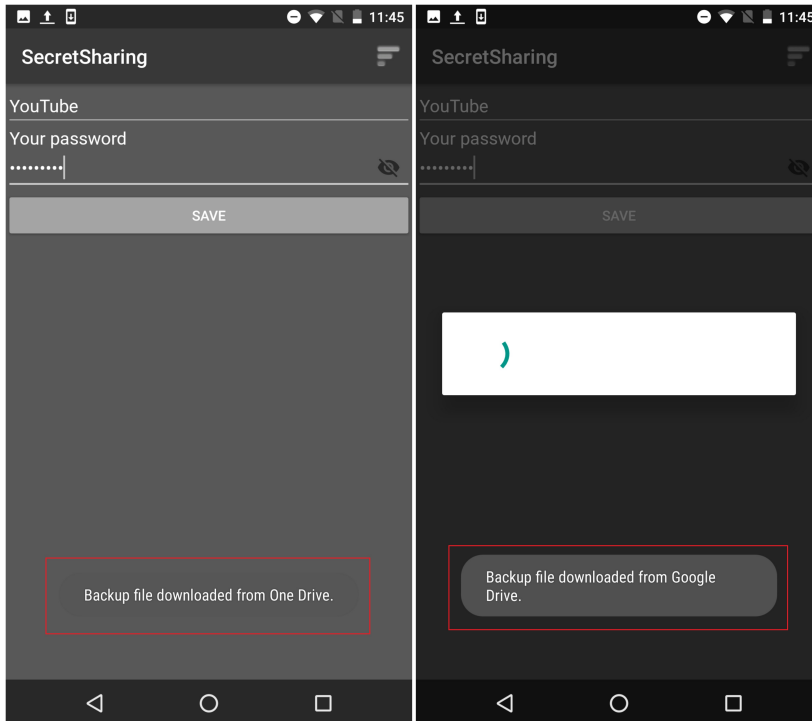 11:45
SecretSharing
YouTube
Your password
SAVE
Backup file downloaded from One Drive.
11:45
SecretSharing
YouTube
Your password
SAVE
Backup file downloaded from Google
Drive.